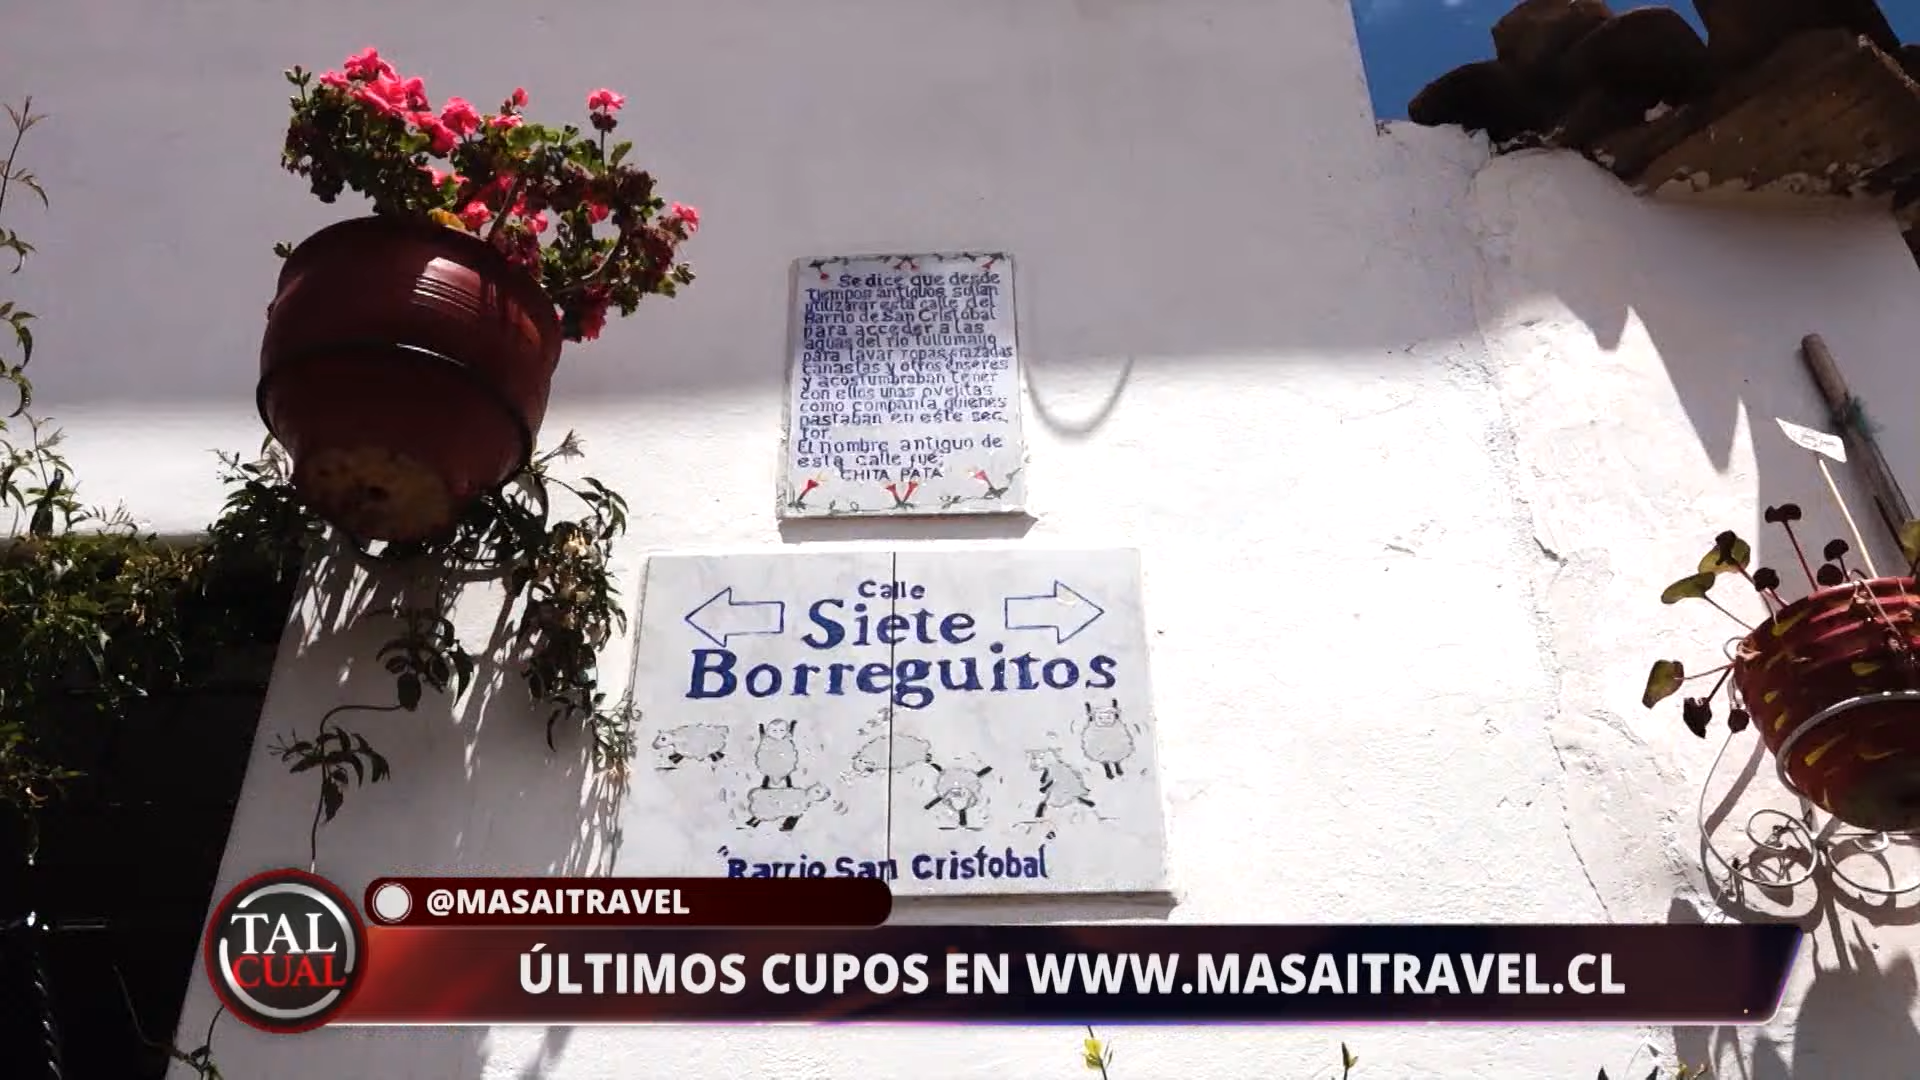 Se dice que desde
tiempos antiguos solían
utilizarar esta calle del
Barrio de San Cristobal
para acceder a las
aguas del río Tullumayo
para lavar ropas, frazadas
canastas y otros enseres
y acostumbraban tener
con ellos unas ovejitas
como compañía quienes
pastaban en este sec
tor.
El nombre antiguo de
esta calle fue:
CHITA PATA
Calle
Siete
Borreguitos
"Barrio San Cristobal"
@MASAITRAVEL
TAL
CUAL
ÚLTIMOS CUPOS EN WWW.MASAITRAVEL.CL